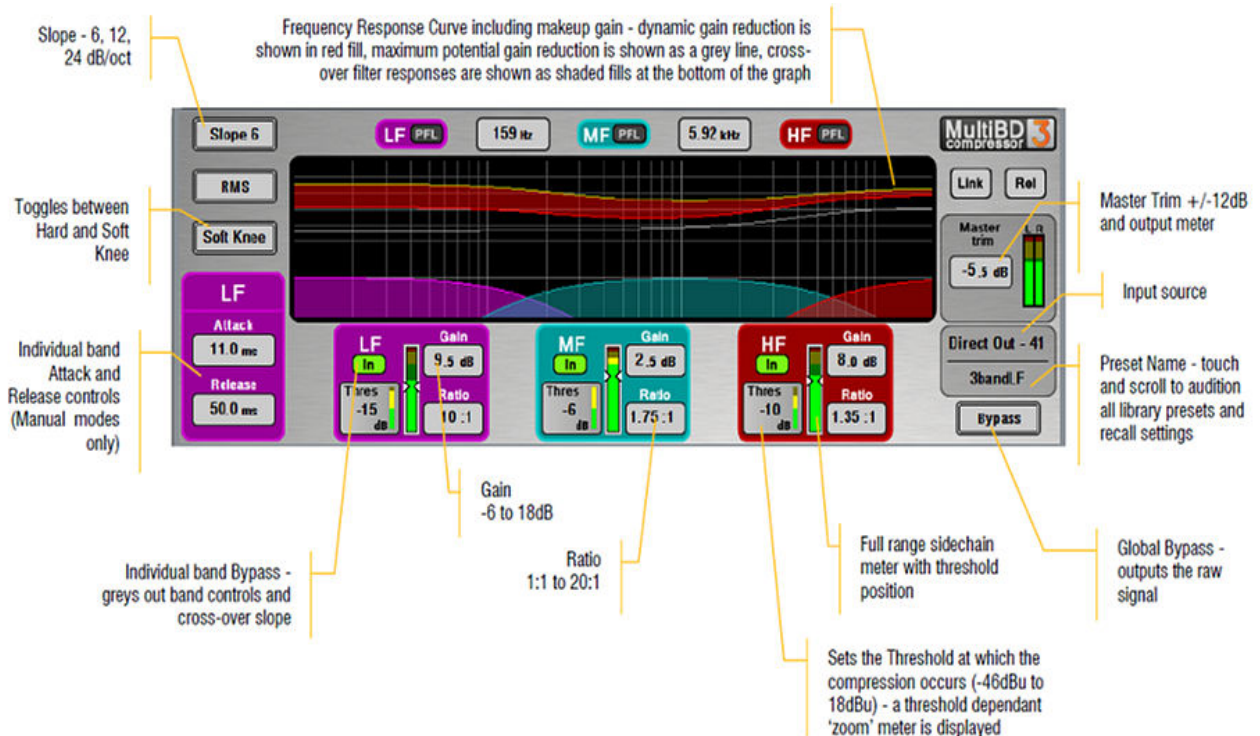 Slope - 6, 12,
24 dB/oct
Frequency Response Curve including makeup gain - dynamic gain reduction is
shown in red fill, maximum potential gain reduction is shown as a grey line, cross-
over filter responses are shown as shaded fills at the bottom of the graph
Slope 6
LF PFL
159 Hz
MF PFL
5.92 kHz
HF PFL
MultiBD 3
compressor
RMS
Soft Knee
Link
Rel
Master
trim
L R
-5.5 dB
Toggles between
Hard and Soft
Knee
Master Trim +/-12dB
and output meter
Input source
LF
Attack
11.0 ms
Release
50.0 ms
Individual band
Attack and
Release controls
(Manual modes
only)
LF
In
Gain
9.5 dB
Thres
-15
dB
Ratio
10 :1
MF
In
Gain
2.5 dB
Thres
-6
dB
Ratio
1.75 :1
HF
In
Gain
8.0 dB
Thres
-10
dB
Ratio
1.35 :1
Direct Out - 41
3bandLF
Bypass
Preset Name - touch
and scroll to audition
all library presets and
recall settings
Gain
-6 to 18dB
Individual band Bypass -
greys out band controls and
cross-over slope
Ratio
1:1 to 20:1
Full range sidechain
meter with threshold
position
Global Bypass -
outputs the raw
signal
Sets the Threshold at which the
compression occurs (-46dBu to
18dBu) - a threshold dependant
'zoom' meter is displayed